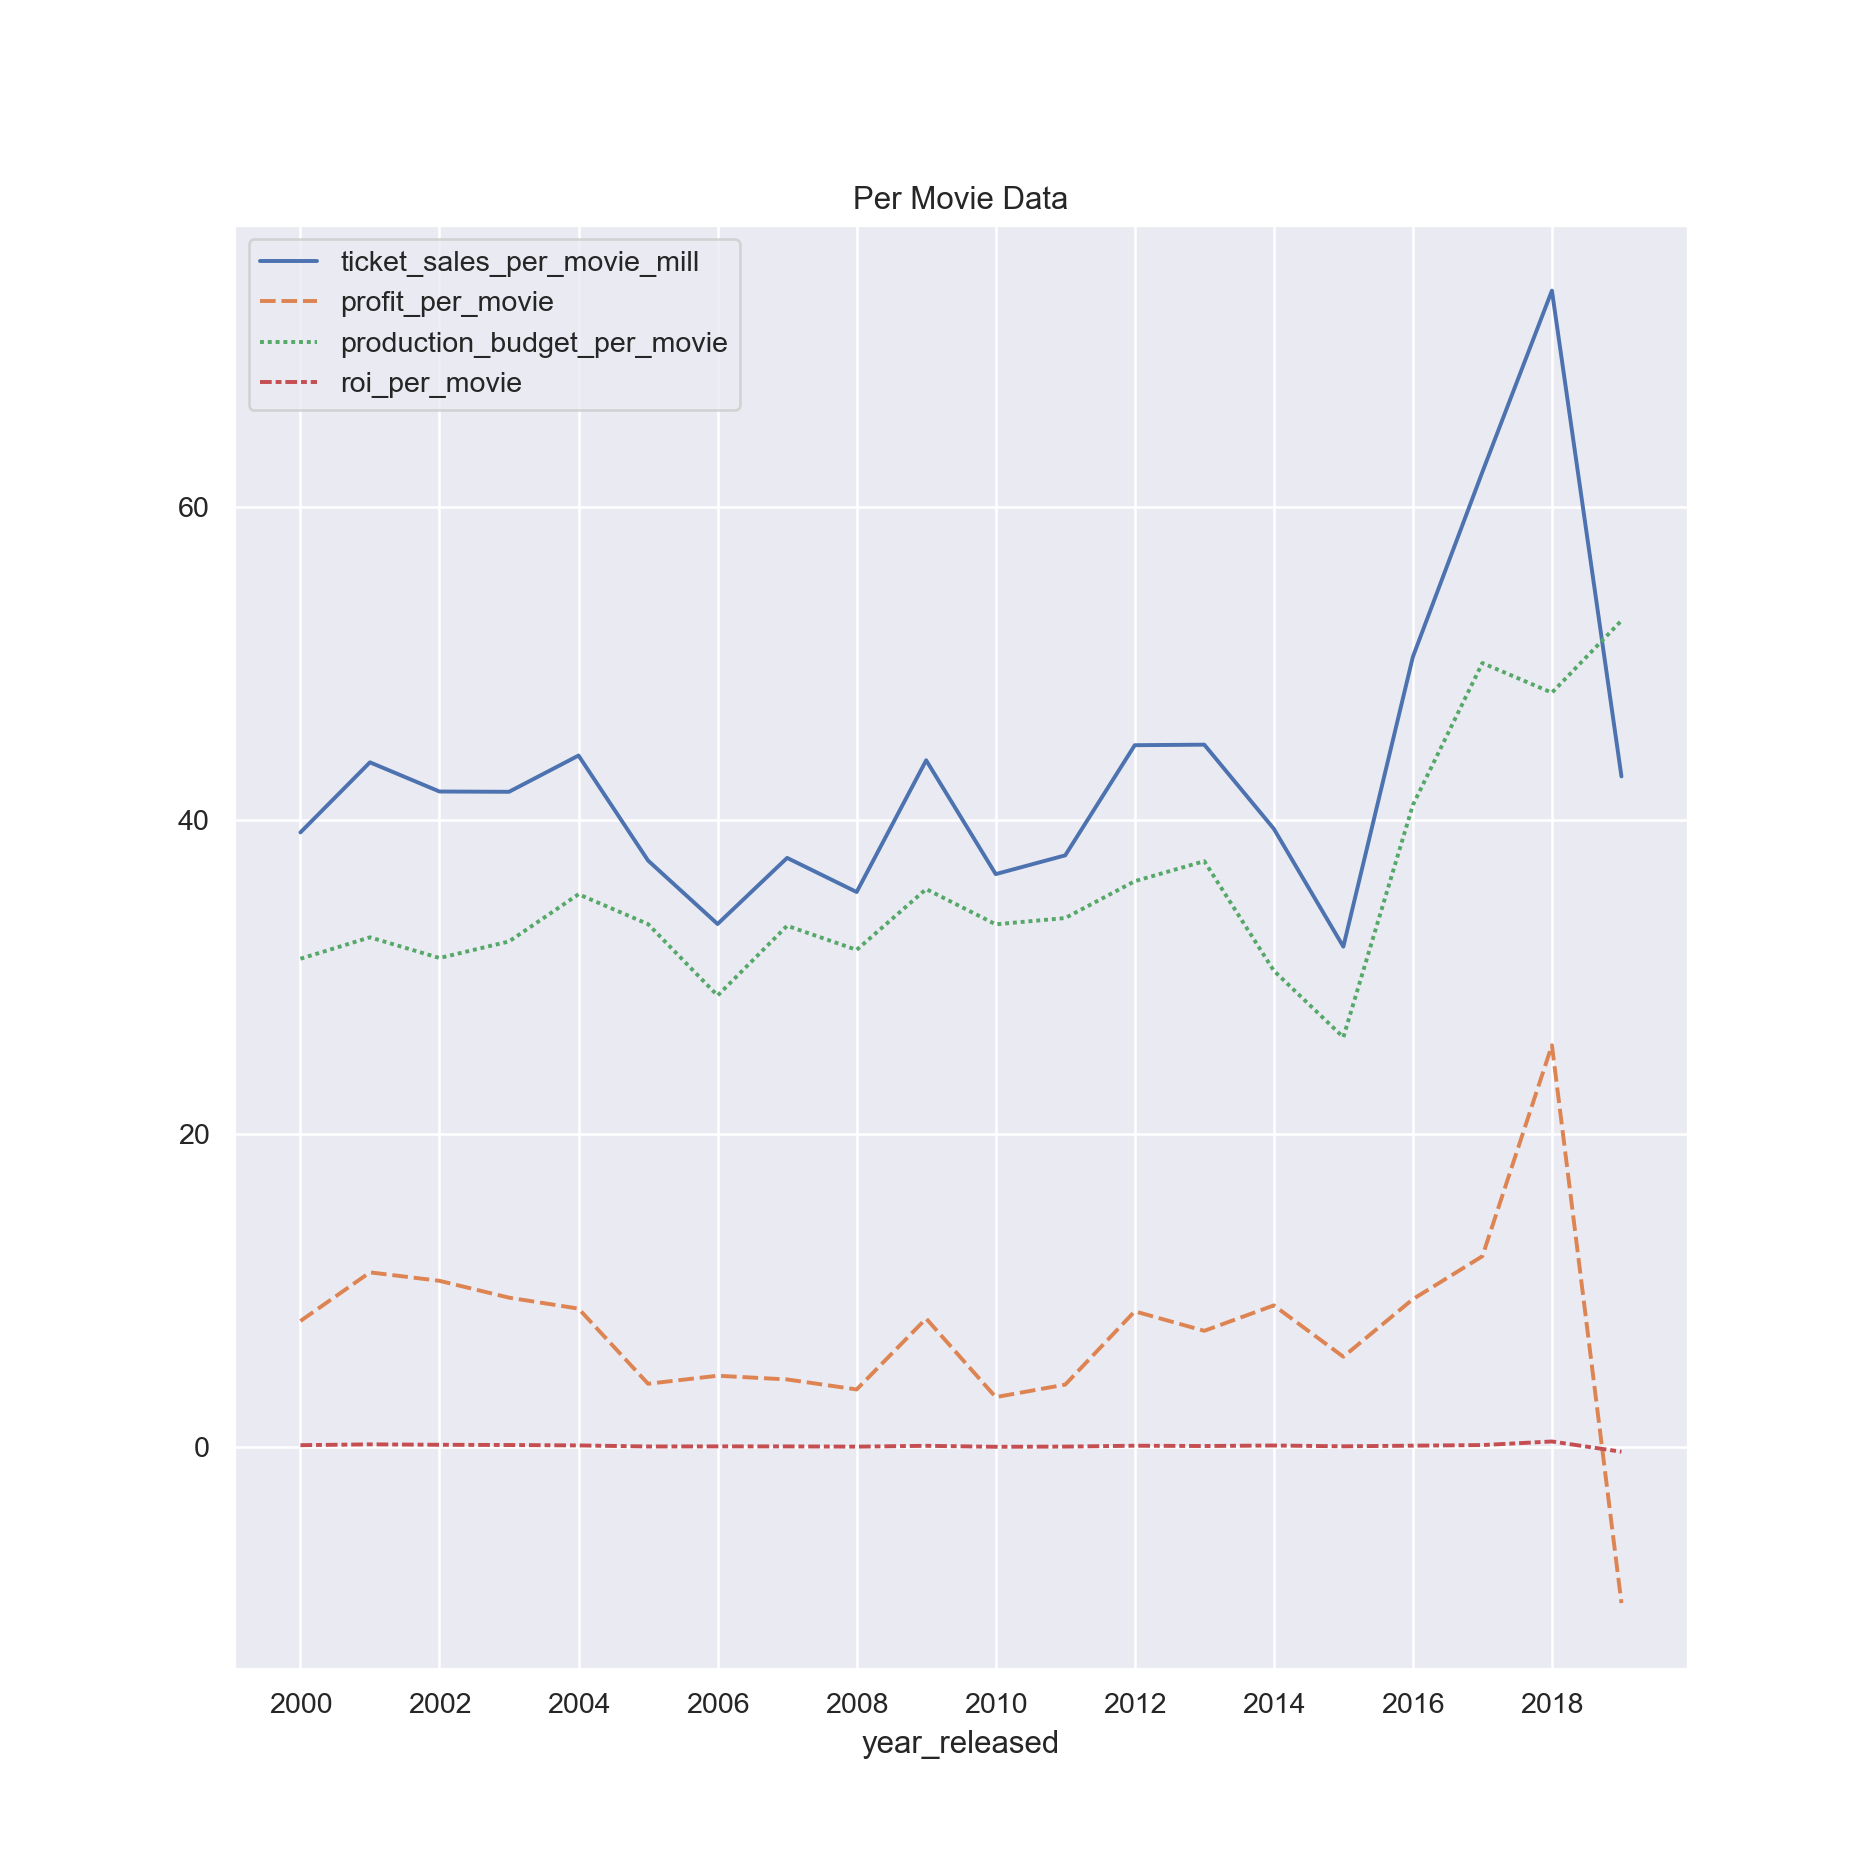 Per Movie Data
ticket_sales_per_movie_mill
profit_per_movie
production_budget_per_movie
roi_per_movie
60
40
20
0
2000 2002 2004 2006 2008 2010 2012 2014 2016 2018
year_released